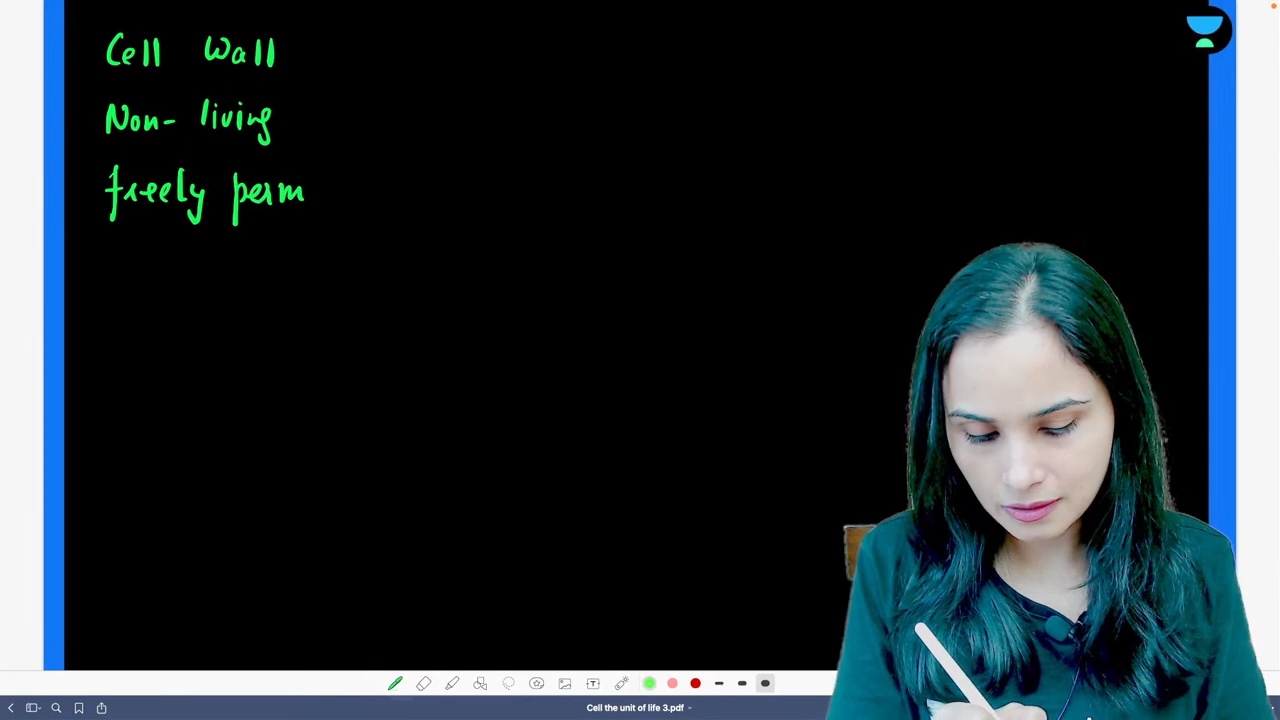 Cell Wall
Non-living
freely perm
Cell the unit of life 3.pdf